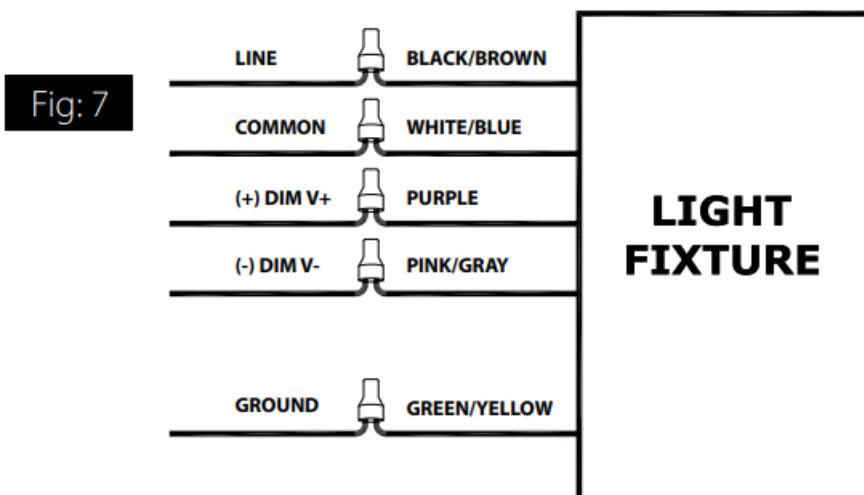 Fig: 7
LINE BLACK/BROWN
COMMON WHITE/BLUE
(+) DIM V+ PURPLE
(-) DIM V- PINK/GRAY
GROUND GREEN/YELLOW
LIGHT
FIXTURE